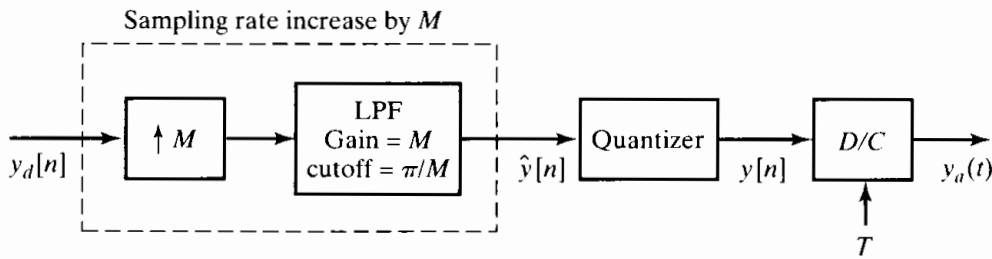 Sampling rate increase by M
↑ M
LPF
Gain = M
cutoff = π/M
Quantizer
D/C
y_d[n]
ŷ[n]
y[n]
y_a(t)
T